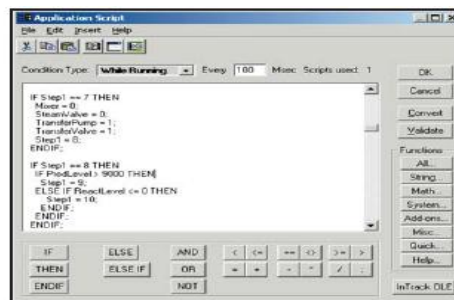 Application Script
File Edit Insert Help
Condition Type: While Running Every 100 Msec Scripts used: 1
IF Step1 == 7 THEN
Mixer = 0;
SteamValve = 0;
TransferPump = 1;
TransferValve = 1;
Step1 = 8;
ENDIF;
IF Step1 == 8 THEN
IF ProdLevel > 9000 THEN
Step1 = 9;
ELSE IF ReactLevel <= 0 THEN
Step1 = 10;
ENDIF;
ENDIF;
ENDIF;
OK
Cancel
Convert
Validate
Functions
All...
String...
Math...
System...
Add-ons...
Misc...
Quick...
Help...
InTrack OLE
IF ELSE AND < <= == <> >= >
THEN ELSE IF OR = + - * / ;
ENDIF NOT